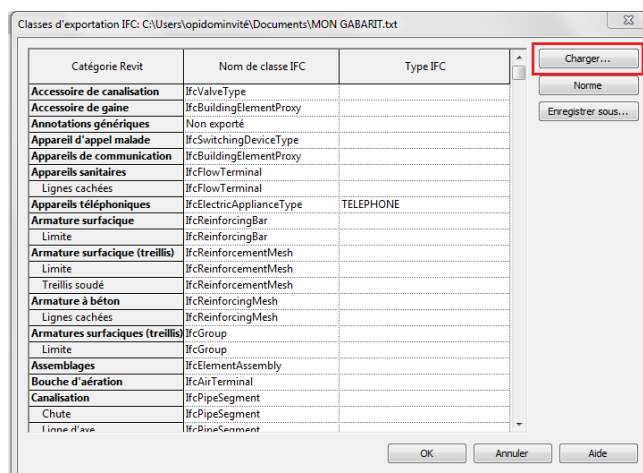 Classes d'exportation IFC: C:\Users\opidominvité\Documents\MON GABARIT.txt
Catégorie Revit Nom de classe IFC Type IFC
Accessoire de canalisation IfcValveType
Accessoire de gaine IfcBuildingElementProxy
Annotations génériques Non exporté
Appareil d'appel malade IfcSwitchingDeviceType
Appareils de communication IfcBuildingElementProxy
Appareils sanitaires IfcFlowTerminal
Lignes cachées IfcFlowTerminal
Appareils téléphoniques IfcElectricApplianceType TELEPHONE
Armature surfacique IfcReinforcingBar
Limite IfcReinforcingBar
Armature surfacique (treillis) IfcReinforcementMesh
Limite IfcReinforcementMesh
Treillis soudé IfcReinforcementMesh
Armature à béton IfcReinforcingMesh
Lignes cachées IfcReinforcingMesh
Armatures surfaciques (treillis) IfcGroup
Limite IfcGroup
Assemblages IfcElementAssembly
Bouche d'aération IfcAirTerminal
Canalisation IfcPipeSegment
Chute IfcPipeSegment
Ligne d'axe IfcPipeSegment
Charger...
Norme
Enregistrer sous...
OK Annuler Aide